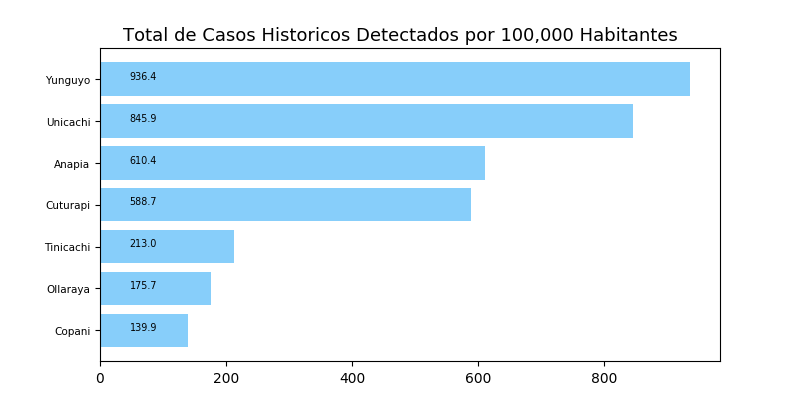 Total de Casos Historicos Detectados por 100,000 Habitantes
Yunguyo 936.4
Unicachi 845.9
Anapia 610.4
Cuturapi 588.7
Tinicachi 213.0
Ollaraya 175.7
Copani 139.9
0 200 400 600 800